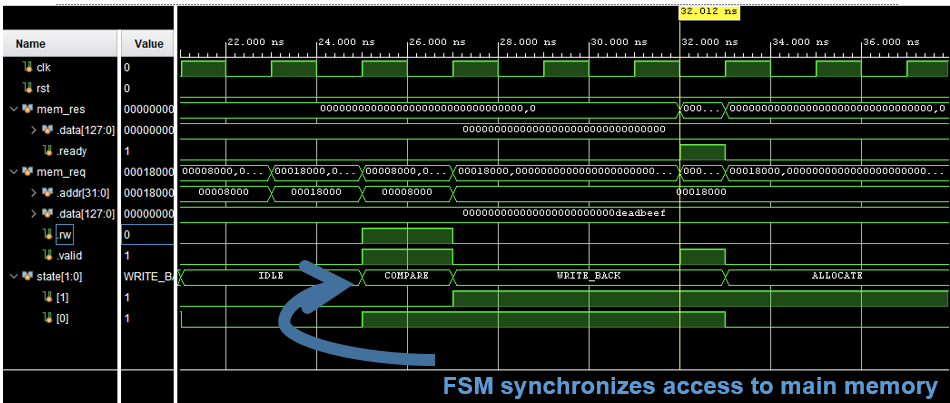 32.012 ns
Name Value
22.000 ns 24.000 ns 26.000 ns 28.000 ns 30.000 ns 32.000 ns 34.000 ns 36.000 ns
clk 0
rst 0
mem_res 00000000 00000000000000000000000000000000,0 000... 00000000000000000000000000000000,0
.data[127:0] 00000000 00000000000000000000000000000000
.ready 1
mem_req 00018000 00008000,0... 00018000,0... 00008000,0... 00018000,000000000000000000000000... 000... 00018000,000000000000000000000000...
.addr[31:0] 00018000 00008000 00018000 00008000 00018000
.data[127:0] 00000000 000000000000000000000000deadbeef
.rw 0
.valid 1
state[1:0] WRITE_BA IDLE COMPARE WRITE_BACK ALLOCATE
[1] 1
[0] 1
FSM synchronizes access to main memory